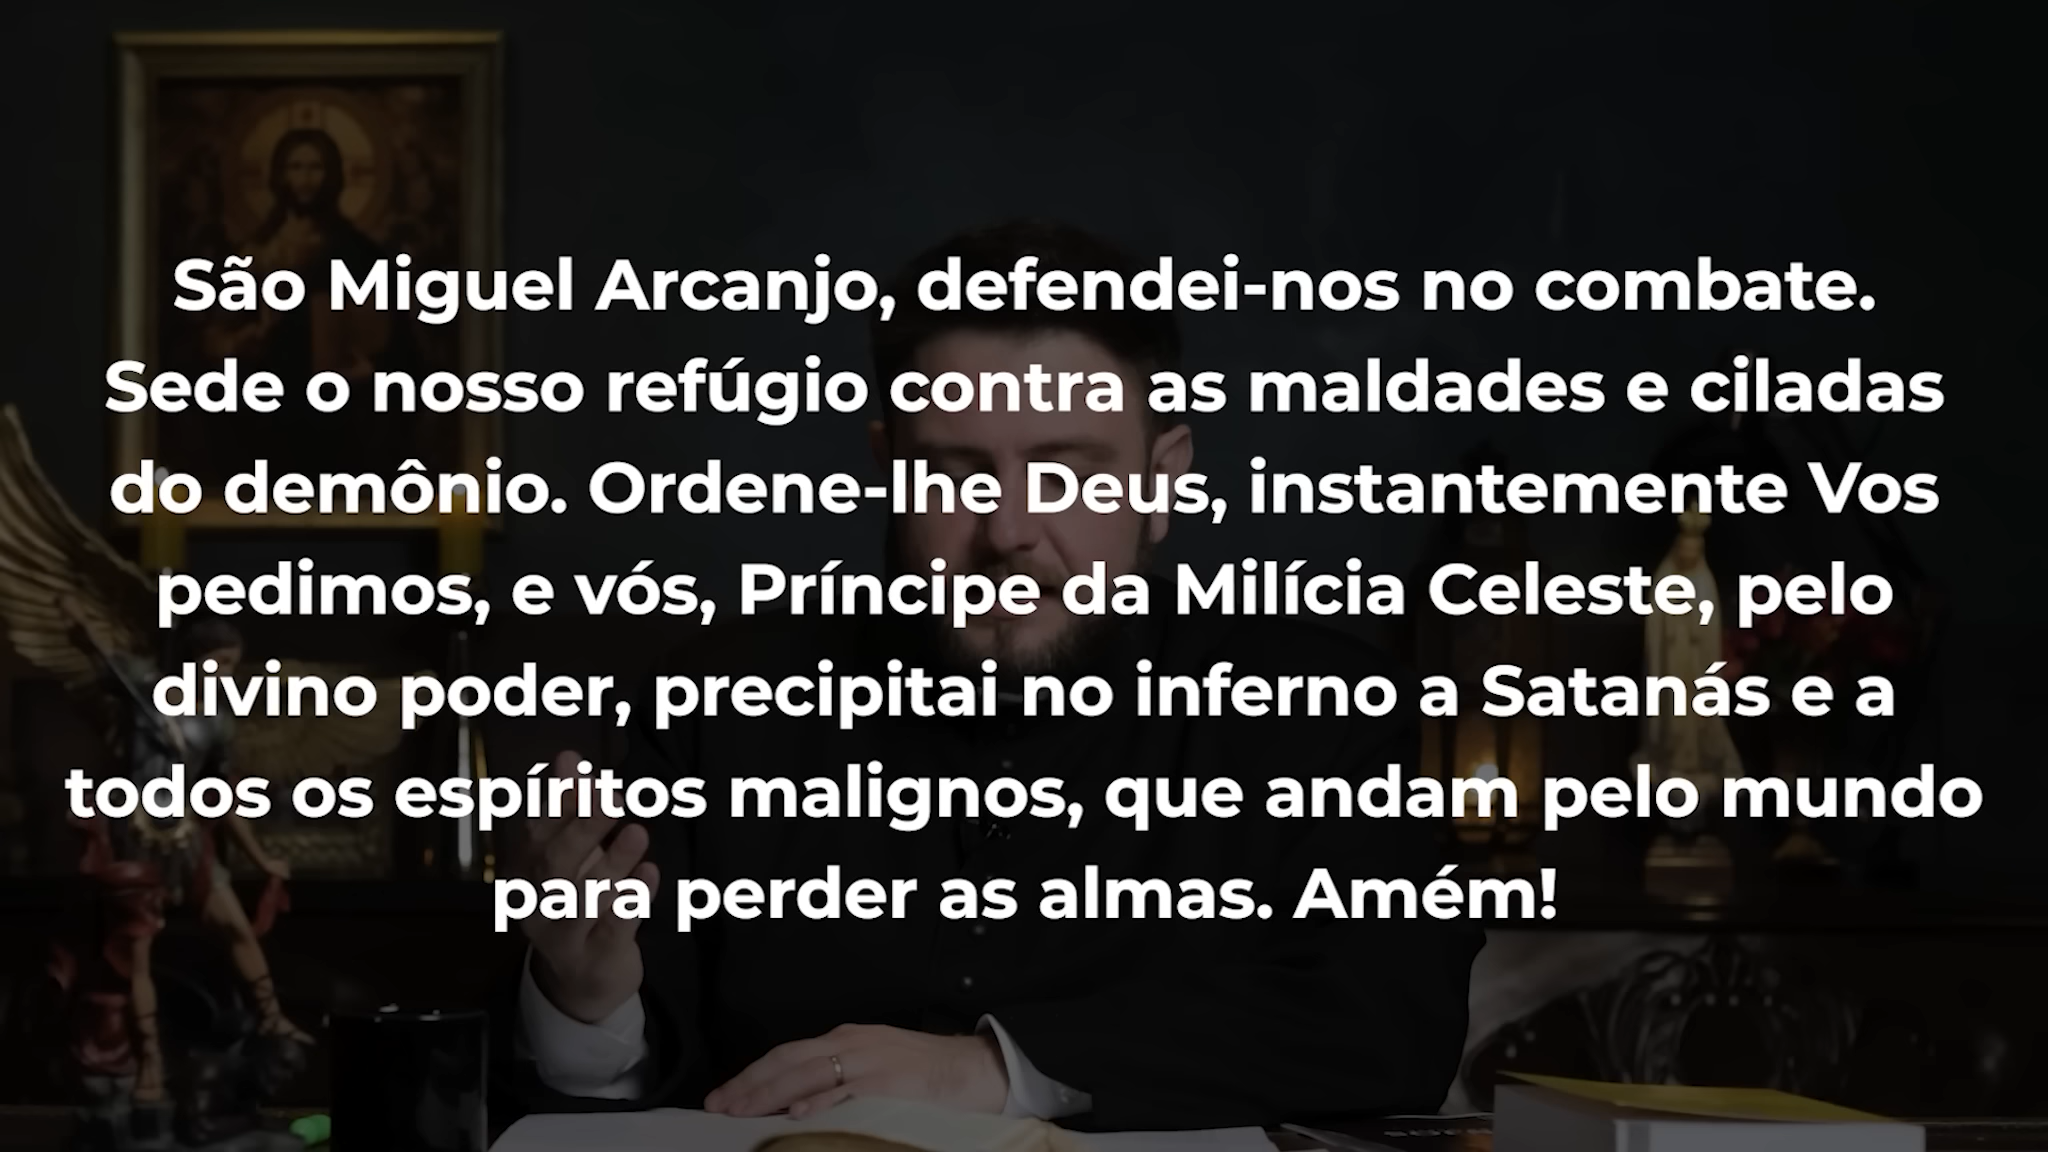 São Miguel Arcanjo, defendei-nos no combate.
Sede o nosso refúgio contra as maldades e ciladas
do demônio. Ordene-lhe Deus, instantemente Vos
pedimos, e vós, Príncipe da Milícia Celeste, pelo
divino poder, precipitai no inferno a Satanás e a
todos os espíritos malignos, que andam pelo mundo
para perder as almas. Amém!